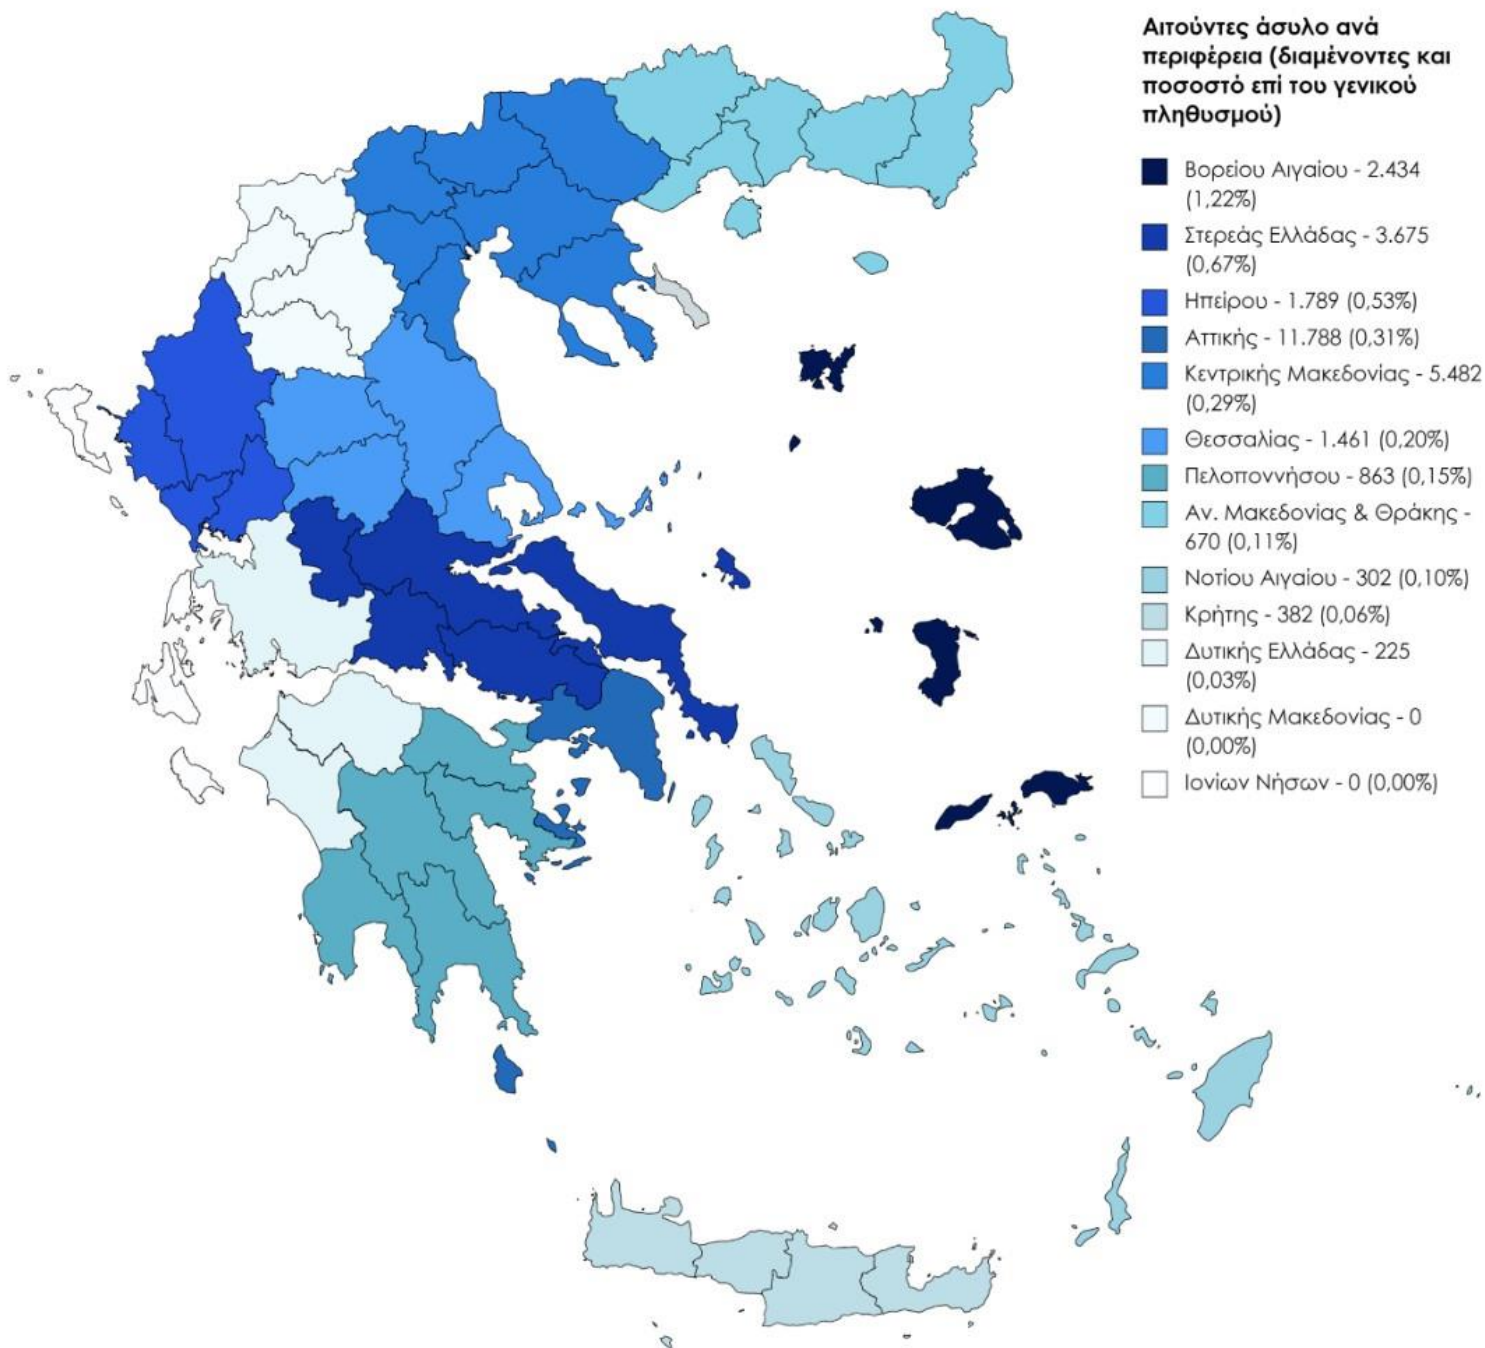 Αιτούντες άσυλο ανά
περιφέρεια (διαμένοντες και
ποσοστό επί του γενικού
πληθυσμού)
Βορείου Αιγαίου - 2.434
(1,22%)
Στερεάς Ελλάδας - 3.675
(0,67%)
Ηπείρου - 1.789 (0,53%)
Αττικής - 11.788 (0,31%)
Κεντρικής Μακεδονίας - 5.482
(0,29%)
Θεσσαλίας - 1.461 (0,20%)
Πελοποννήσου - 863 (0,15%)
Αν. Μακεδονίας & Θράκης -
670 (0,11%)
Νοτίου Αιγαίου - 302 (0,10%)
Κρήτης - 382 (0,06%)
Δυτικής Ελλάδας - 225
(0,03%)
Δυτικής Μακεδονίας - 0
(0,00%)
Ιονίων Νήσων - 0 (0,00%)